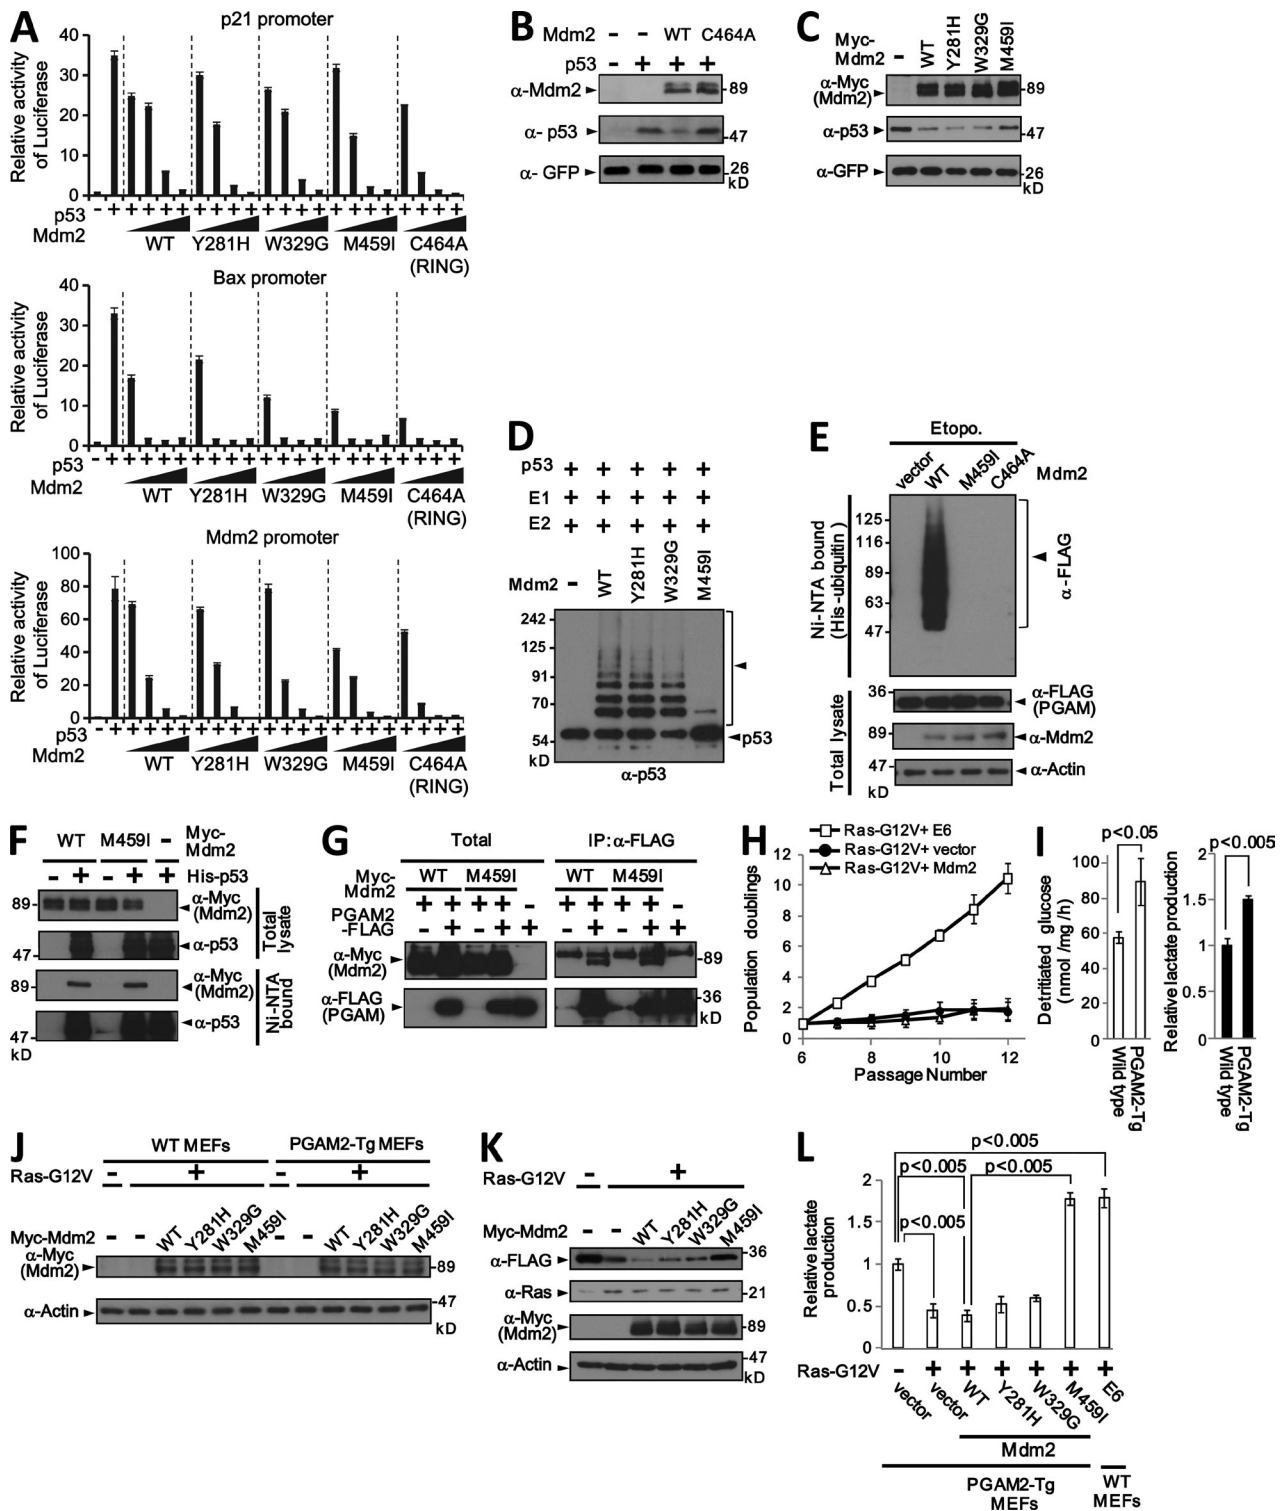 A
p21 promoter
Relative activity
of Luciferase
40
30
20
10
0
- + + + + + + + + + + + + + + + + + + + + +
p53
Mdm2
WT Y281H W329G M459I C464A
(RING)
Bax promoter
Relative activity
of Luciferase
40
30
20
10
0
- + + + + + + + + + + + + + + + + + + + + +
p53
Mdm2
WT Y281H W329G M459I C464A
(RING)
Mdm2 promoter
Relative activity
of Luciferase
100
80
60
40
20
0
- + + + + + + + + + + + + + + + + + + + + +
p53
Mdm2
WT Y281H W329G M459I C464A
(RING)
B
Mdm2 - - WT C464A
p53 - + + +
α-Mdm2 -89
α- p53 -47
α- GFP -26
kD
C
Myc-
Mdm2 - WT Y281H W329G M459I
α-Myc
(Mdm2) -89
α-p53 -47
α-GFP -26
kD
D
p53 + + + + +
E1 + + + + +
E2 + + + + +
Mdm2 - WT Y281H W329G M459I
242-
125-
91-
70-
54-
kD
p53
α-p53
E
Etopo.
vector WT M459I C464A Mdm2
Ni-NTA bound
(His-ubiquitin )
125-
116-
89-
63-
47-
α-FLAG
Total lysate
36- α-FLAG
(PGAM)
89- α-Mdm2
47- α-Actin
kD
F
WT M459I - Myc-
Mdm2
- + - + + His-p53
89- α-Myc
(Mdm2)
47- α-p53
Total
lysate
89- α-Myc
(Mdm2)
47- α-p53
kD
Ni-NTA
bound
G
Total IP:α-FLAG
Myc-
Mdm2
WT M459I WT M459I
+ + + + - + + + + -
PGAM2
-FLAG
- + - + + - + - + +
α-Myc
(Mdm2) -89
α-FLAG
(PGAM) -36
kD
H
Ras-G12V+ E6
Ras-G12V+ vector
Ras-G12V+ Mdm2
Population doublings
12
10
8
6
4
2
0
6 8 10 12
Passage Number
I
p<0.05
Detritiated glucose
(nmol /mg /h)
100
80
60
40
20
0
Wild type
PGAM2-Tg
p<0.005
Relative lactate production
2
1.5
1
0.5
0
Wild type
PGAM2-Tg
J
WT MEFs PGAM2-Tg MEFs
Ras-G12V - + - +
Myc-Mdm2 - - WT Y281H W329G M459I - - WT Y281H W329G M459I
α-Myc
(Mdm2) -89
α-Actin -47
kD
K
Ras-G12V - +
Myc-Mdm2 - - WT Y281H W329G M459I
α-FLAG -36
α-Ras -21
α-Myc
(Mdm2) -89
α-Actin -47
kD
L
p<0.005
p<0.005 p<0.005
p<0.005
Relative lactate
production
2
1.5
1
0.5
0
Ras-G12V - + + + + + +
vector vector WT Y281H W329G M459I E6
Mdm2
PGAM2-Tg
MEFs
WT
MEFs